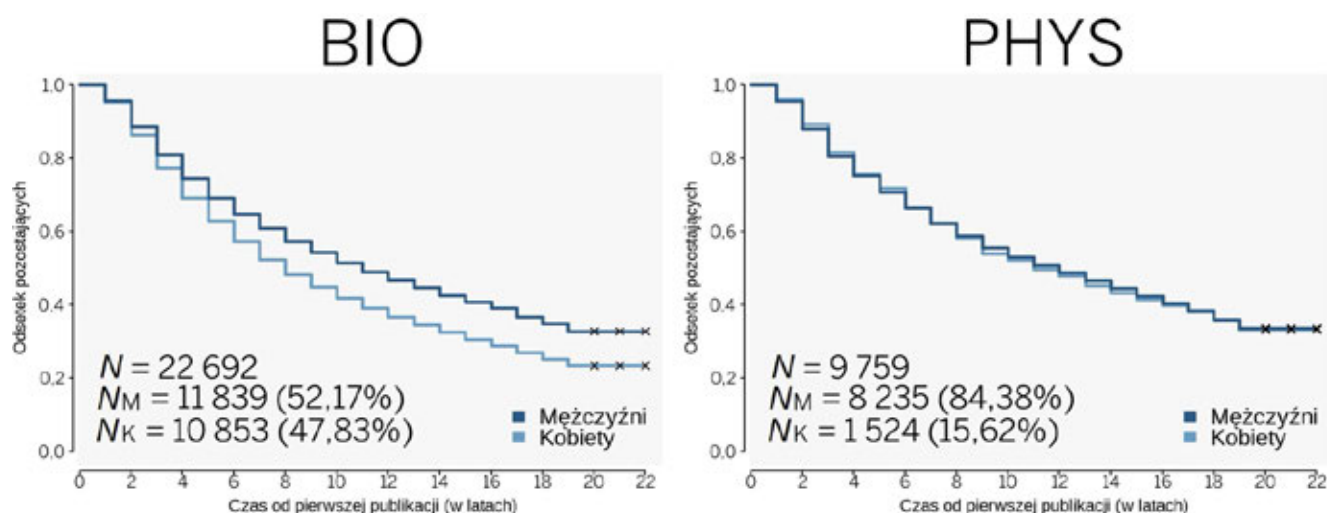 BIO
1.0
0.8
0.6
0.4
0.2
0.0
Odsetek pozostających
N = 22 692
NM = 11 839 (52,17%)
NK = 10 853 (47,83%)
Mężczyźni
Kobiety
0 2 4 6 8 10 12 14 16 18 20 22
Czas od pierwszej publikacji (w latach)
PHYS
1.0
0.8
0.6
0.4
0.2
0.0
Odsetek pozostających
N = 9 759
NM = 8 235 (84,38%)
NK = 1 524 (15,62%)
Mężczyźni
Kobiety
0 2 4 6 8 10 12 14 16 18 20 22
Czas od pierwszej publikacji (w latach)